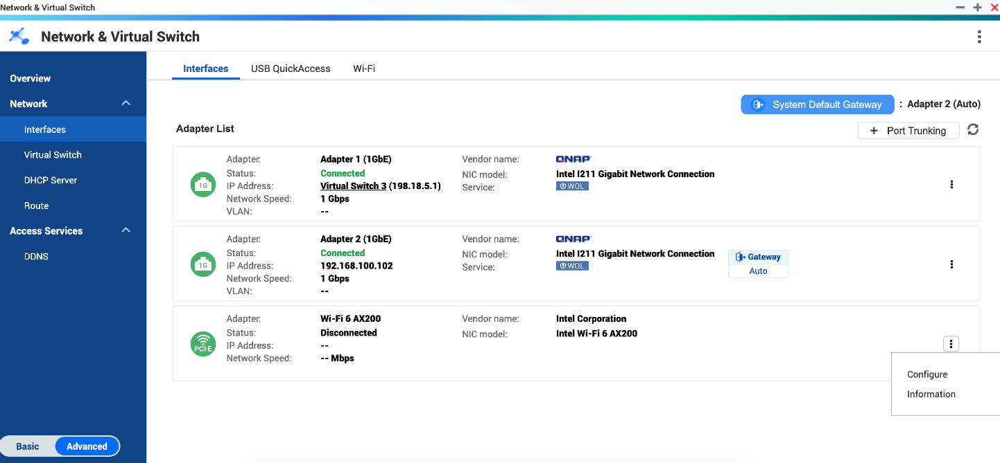 Network & Virtual Switch
Network & Virtual Switch
Overview
Network
Interfaces
Virtual Switch
DHCP Server
Route
Access Services
DDNS
Basic
Advanced
Interfaces USB QuickAccess Wi-Fi
System Default Gateway : Adapter 2 (Auto)
Adapter List
+ Port Trunking
1G
Adapter: Adapter 1 (1GbE) Vendor name: QNAP
Status: Connected NIC model: Intel I211 Gigabit Network Connection
IP Address: Virtual Switch 3 (198.18.5.1) Service: WOL
Network Speed: 1 Gbps
VLAN: --
1G
Adapter: Adapter 2 (1GbE) Vendor name: QNAP
Status: Connected NIC model: Intel I211 Gigabit Network Connection
IP Address: 192.168.100.102 Service: WOL
Network Speed: 1 Gbps
VLAN: --
Gateway
Auto
PCI-E
Adapter: Wi-Fi 6 AX200 Vendor name: Intel Corporation
Status: Disconnected NIC model: Intel Wi-Fi 6 AX200
IP Address: --
Network Speed: -- Mbps
Configure
Information